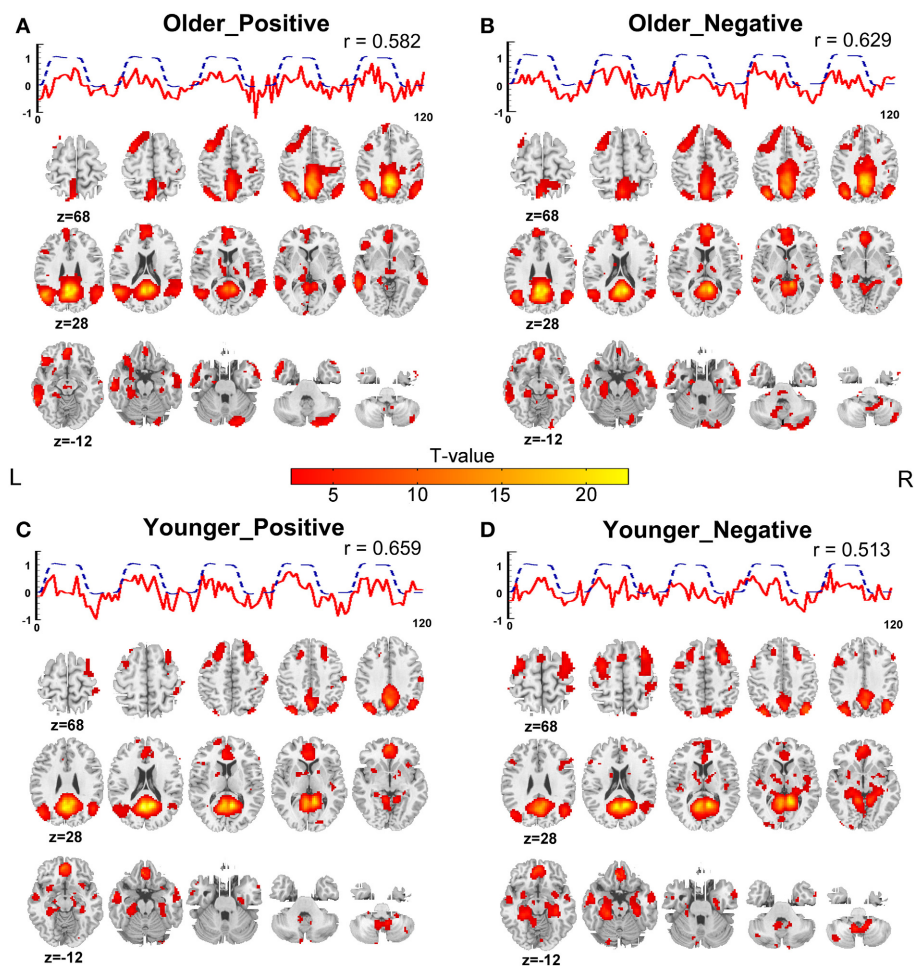 A Older_Positive
r = 0.582
1
0
-1
0 120
z=68
z=28
z=-12
B Older_Negative
r = 0.629
1
0
-1
0 120
z=68
z=28
z=-12
T-value
L R
5 10 15 20
C Younger_Positive
r = 0.659
1
0
-1
0 120
z=68
z=28
z=-12
D Younger_Negative
r = 0.513
1
0
-1
0 120
z=68
z=28
z=-12